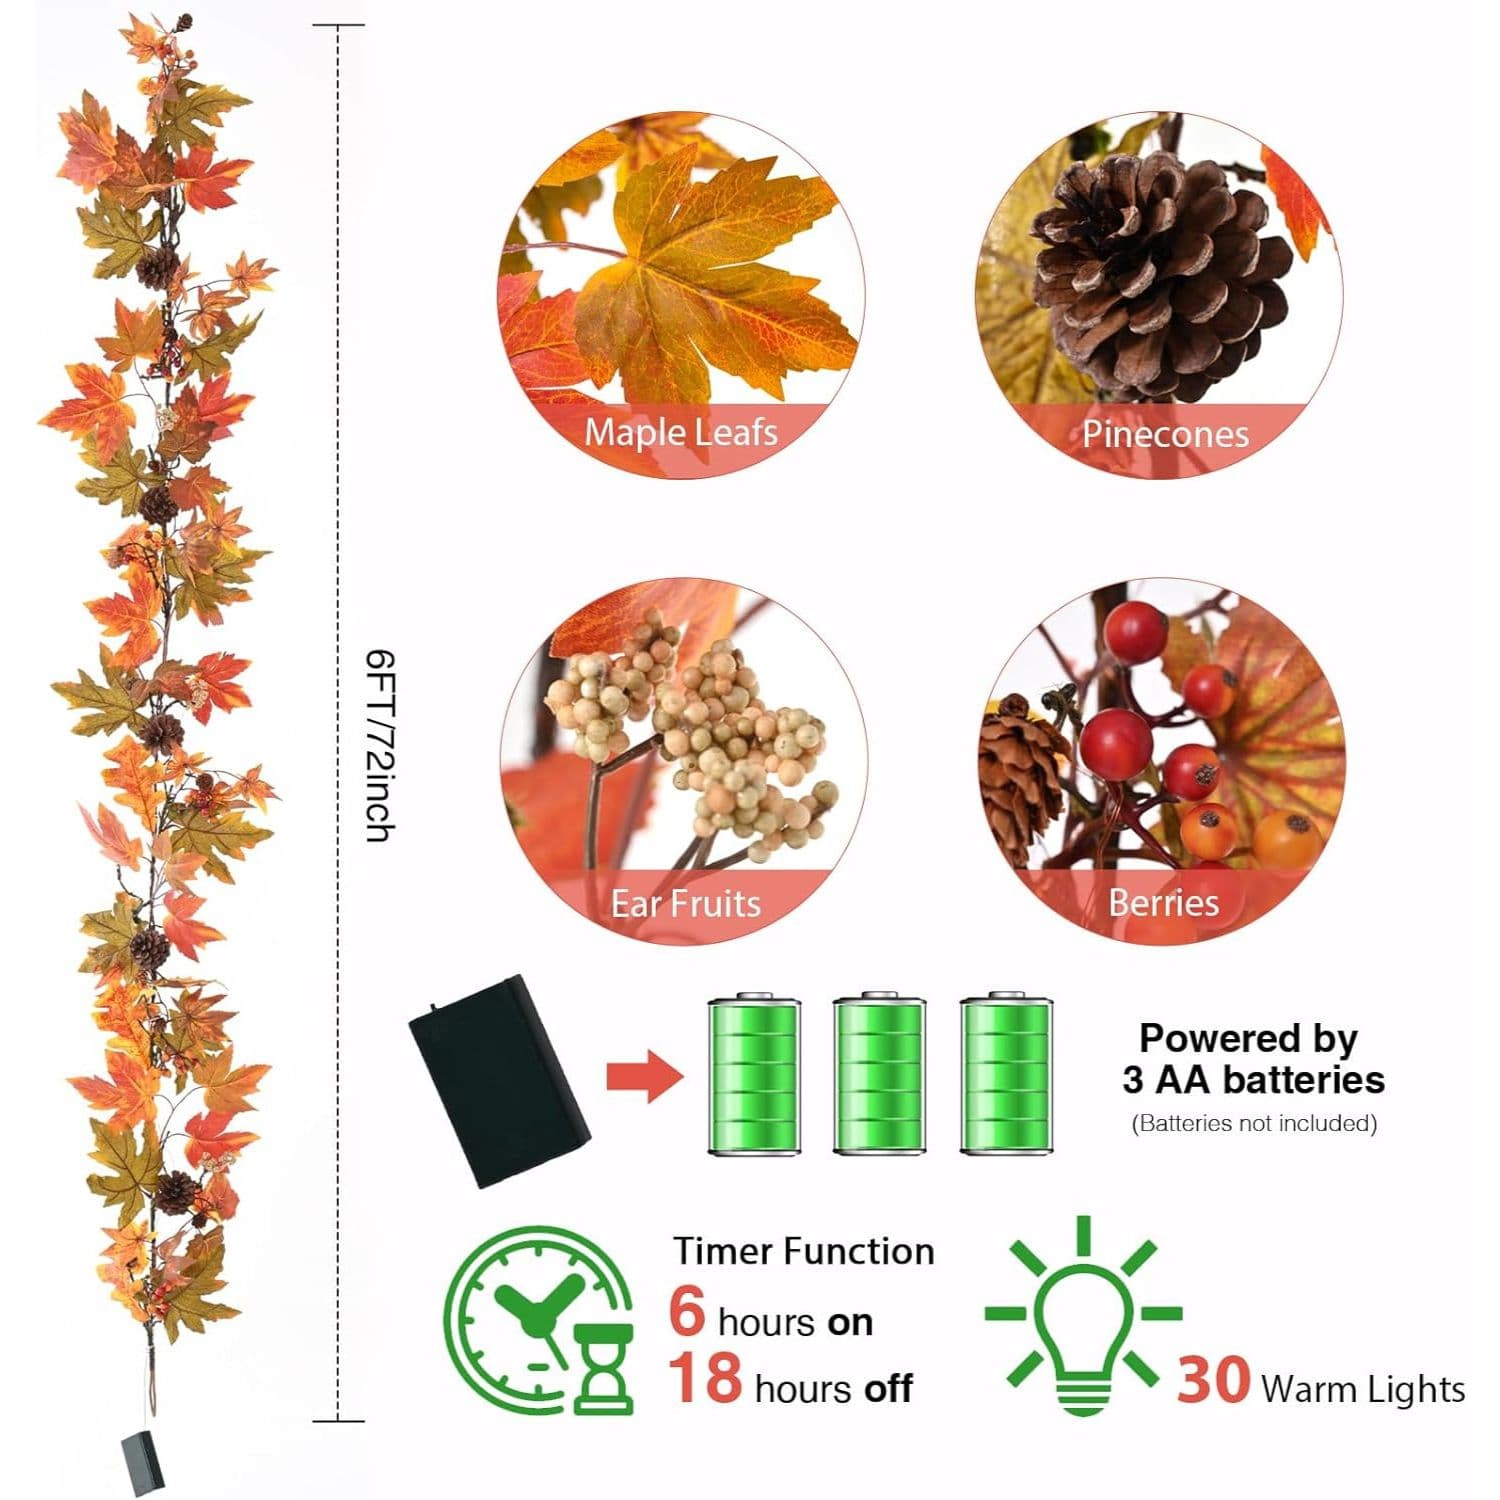 6FT/72inch
Maple Leafs
Pinecones
Ear Fruits
Berries
Powered by
3 AA batteries
(Batteries not included)
Timer Function
6 hours on
18 hours off
30 Warm Lights